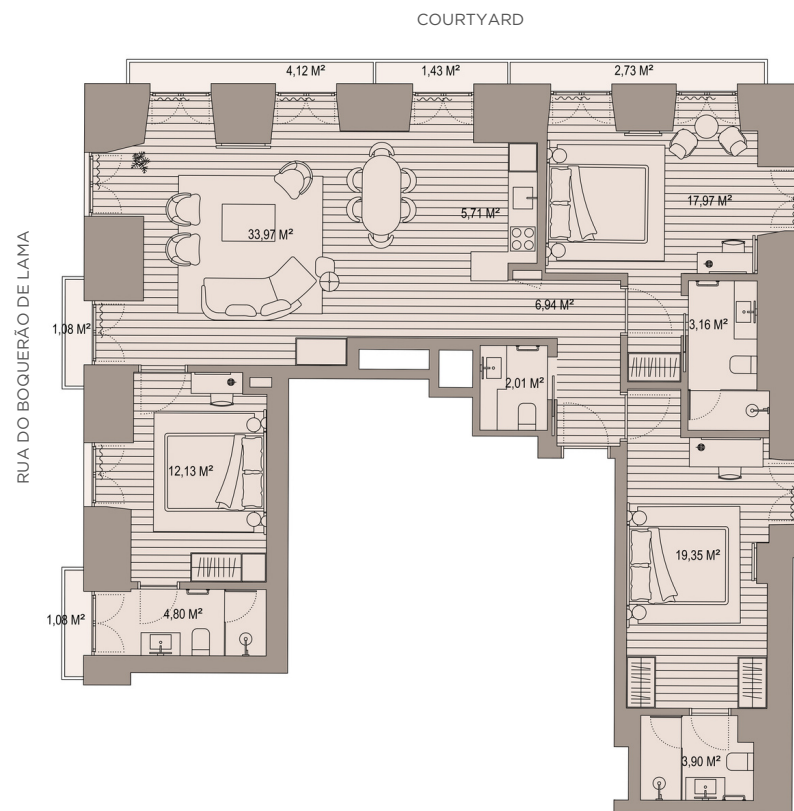 COURTYARD
4,12 M²
1,43 M²
2,73 M²
17,97 M²
5,71 M²
33,97 M²
6,94 M²
RUA DO BOQUERÃO DE LAMA
1,08 M²
3,16 M²
2,01 M²
12,13 M²
19,35 M²
4,80 M²
1,08 M²
3,90 M²